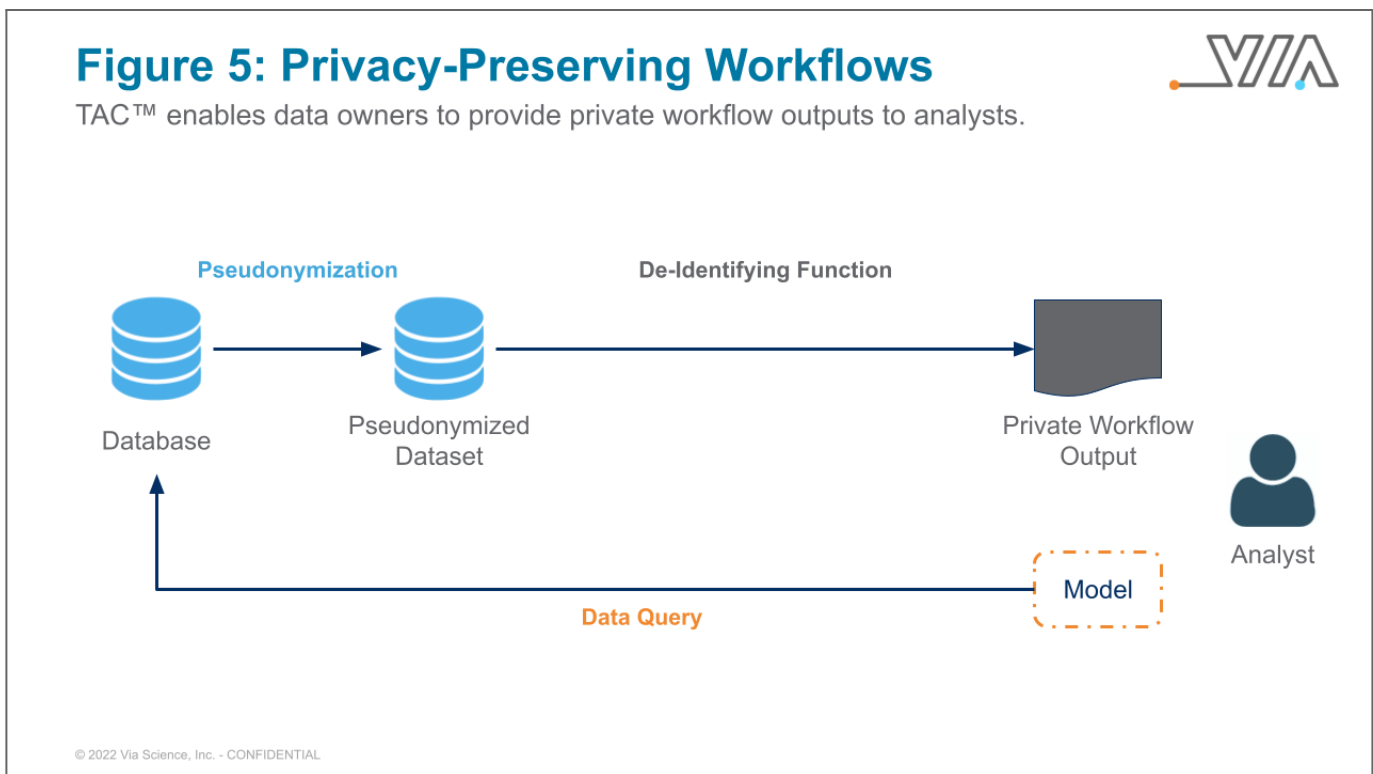 Figure 5: Privacy-Preserving Workflows
VIA
TAC™ enables data owners to provide private workflow outputs to analysts.
Pseudonymization
De-Identifying Function
Database
Pseudonymized
Dataset
Private Workflow
Output
Analyst
Model
Data Query
© 2022 Via Science, Inc. - CONFIDENTIAL